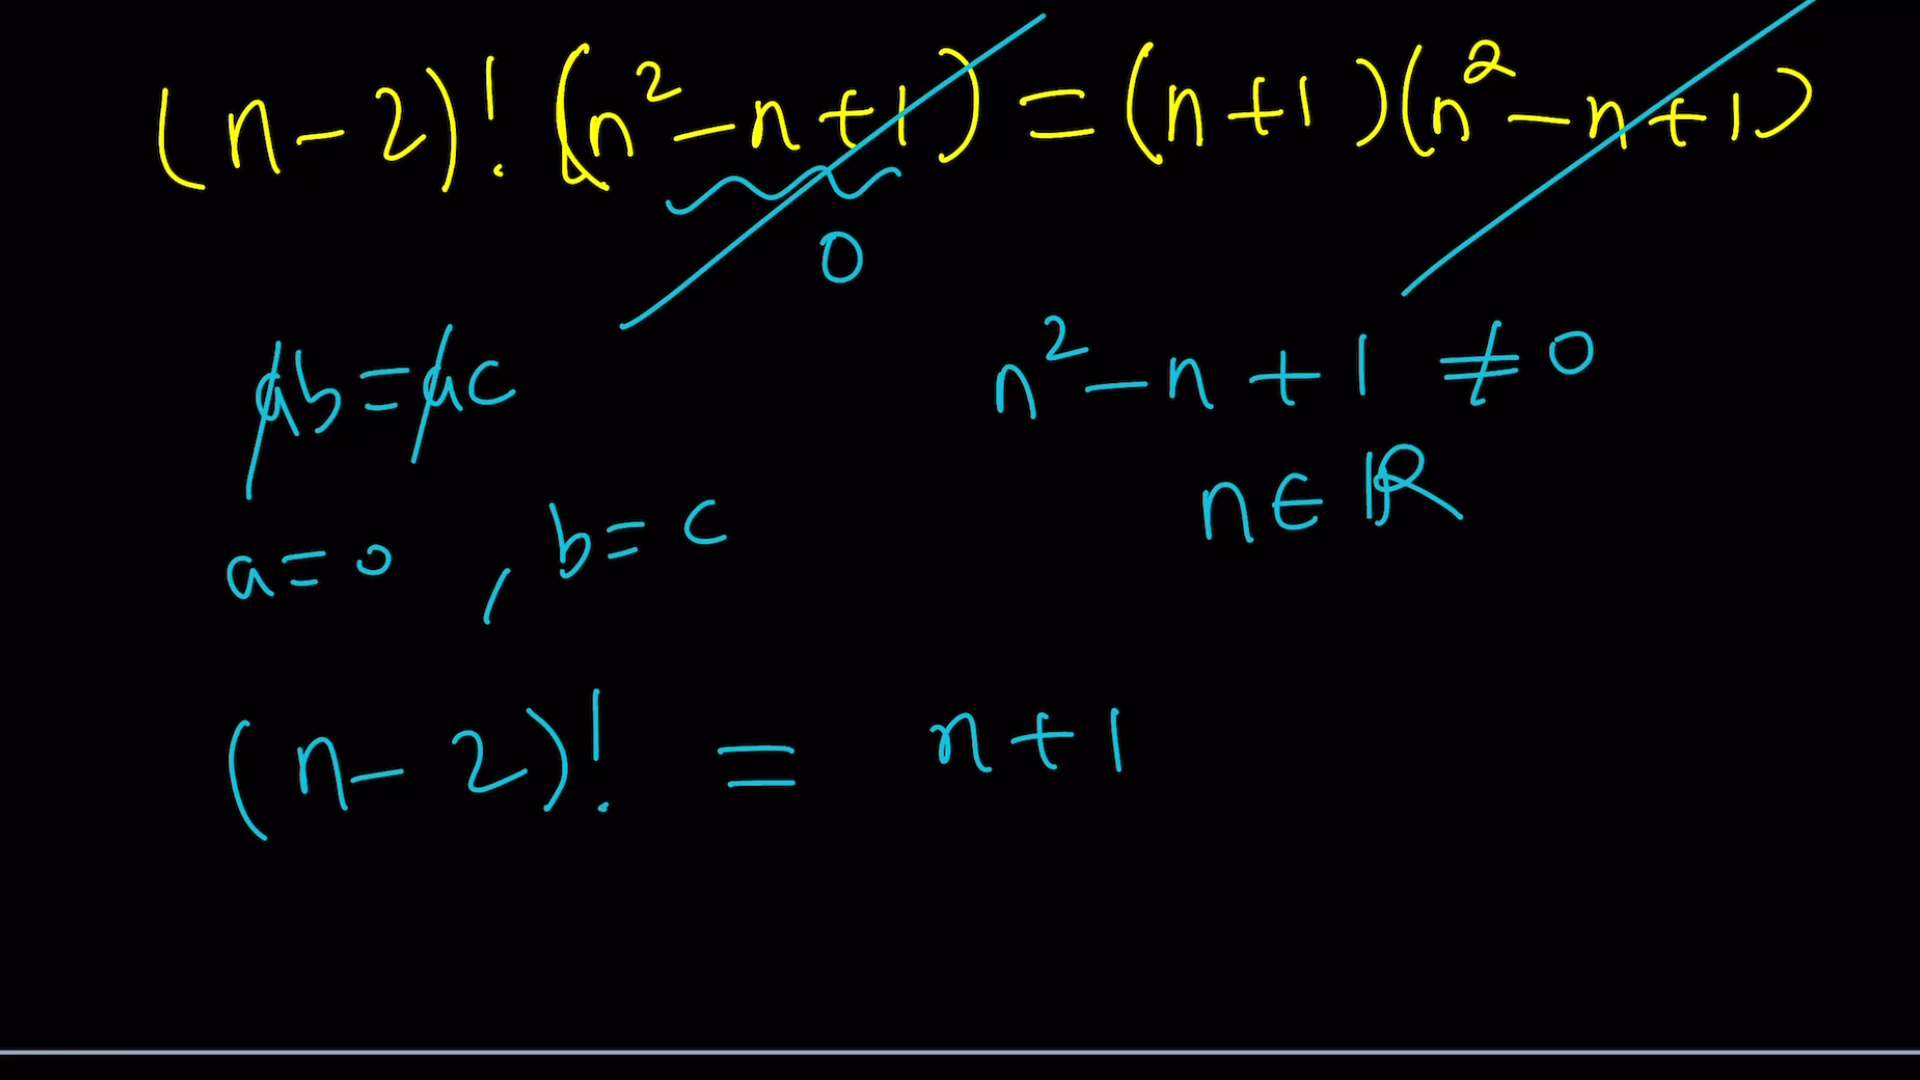 (n-2)! (n²-n+1) = (n+1)(n²-n+1)
0
ab=ac
n²-n+1≠0
n∈ℝ
a=0, b=c
(n-2)! = n+1